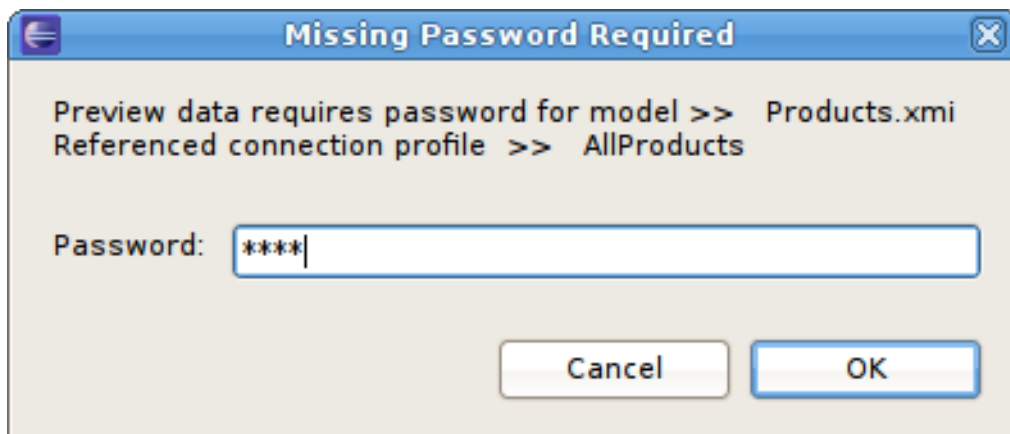 Missing Password Required
Preview data requires password for model >> Products.xmi
Referenced connection profile >> AllProducts
Password: ****
Cancel OK